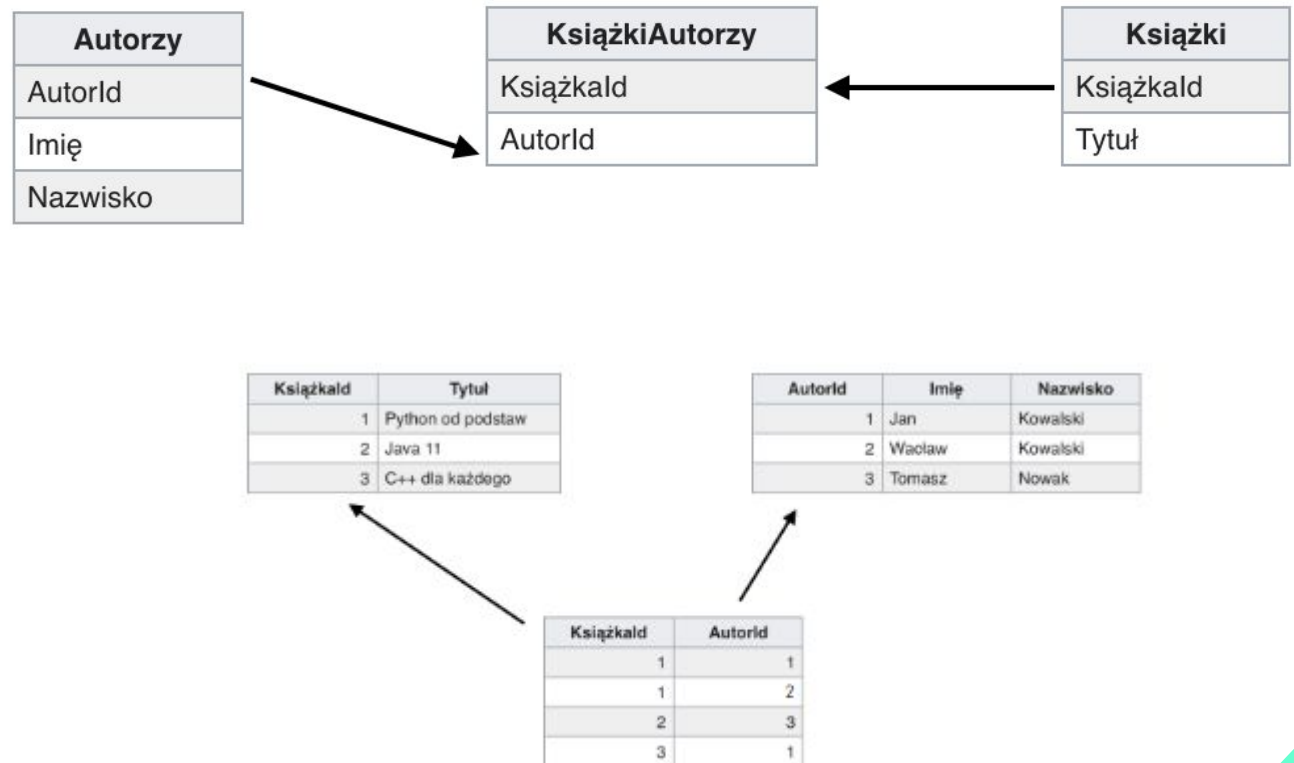 Autorzy
AutorId
Imię
Nazwisko
KsiążkiAutorzy
KsiążkaId
AutorId
Książki
KsiążkaId
Tytuł
KsiążkaId Tytuł
1 Python od podstaw
2 Java 11
3 C++ dla każdego
AutorId Imię Nazwisko
1 Jan Kowalski
2 Wacław Kowalski
3 Tomasz Nowak
KsiążkaId AutorId
1 1
1 2
2 3
3 1